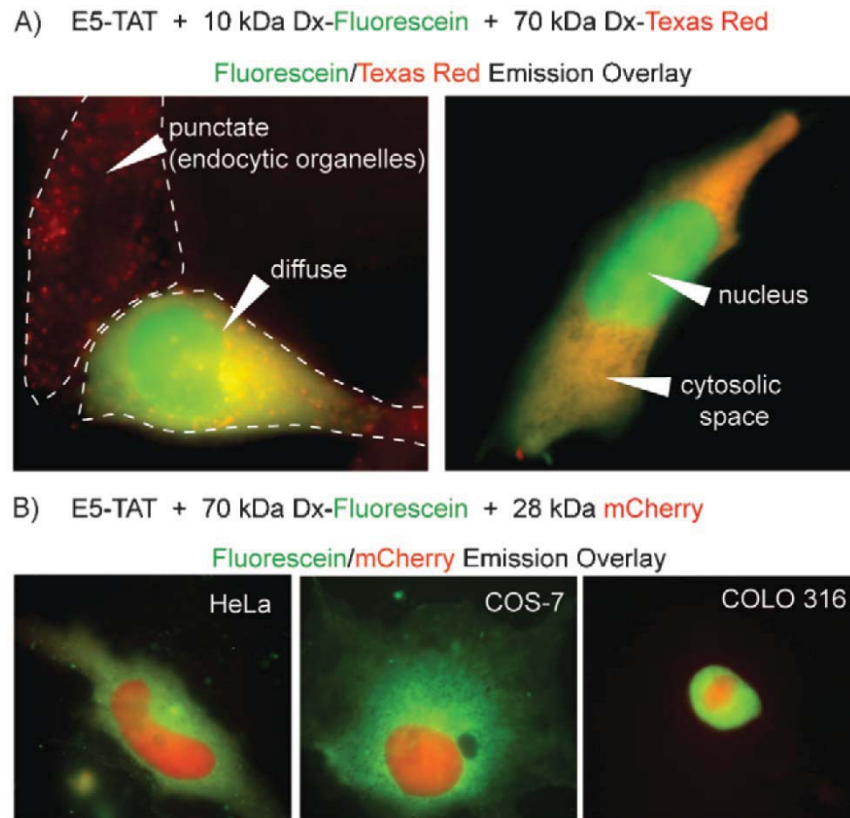 A) E5-TAT + 10 kDa Dx-Fluorescein + 70 kDa Dx-Texas Red
Fluorescein/Texas Red Emission Overlay
punctate
(endocytic organelles)
diffuse
nucleus
cytosolic
space
B) E5-TAT + 70 kDa Dx-Fluorescein + 28 kDa mCherry
Fluorescein/mCherry Emission Overlay
HeLa
COS-7
COLO 316